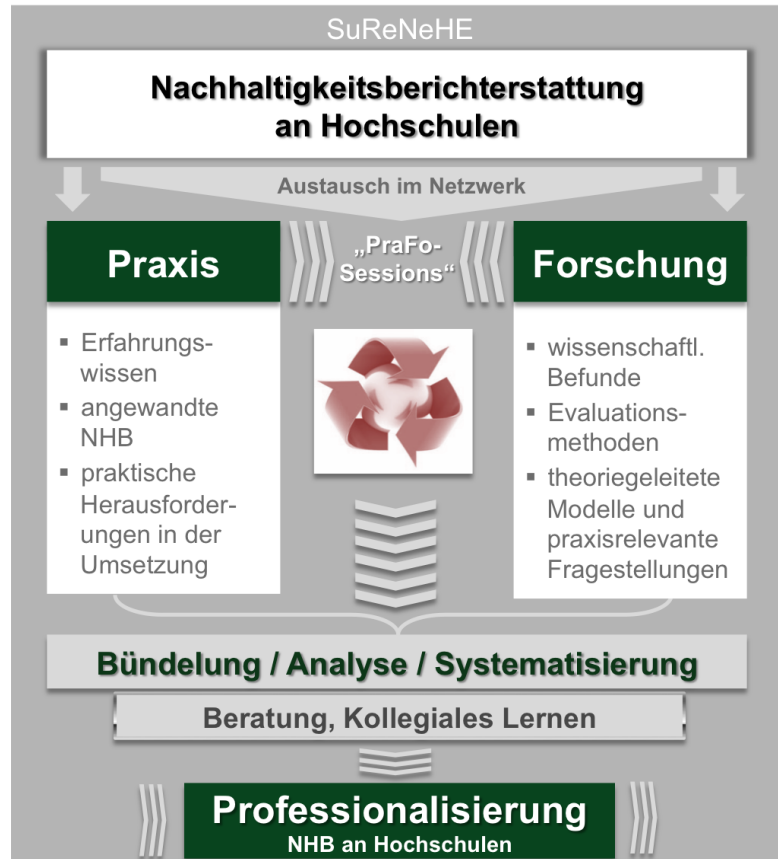 SuReNeHE
Nachhaltigkeitsberichterstattung
an Hochschulen
Austausch im Netzwerk
Praxis
▪ Erfahrungs-
wissen
▪ angewandte
NHB
▪ praktische
Herausforder-
ungen in der
Umsetzung
„PraFo-
Sessions“
Forschung
▪ wissenschaftl.
Befunde
▪ Evaluations-
methoden
▪ theoriegeleitete
Modelle und
praxisrelevante
Fragestellungen
Bündelung / Analyse / Systematisierung
Beratung, Kollegiales Lernen
Professionalisierung
NHB an Hochschulen